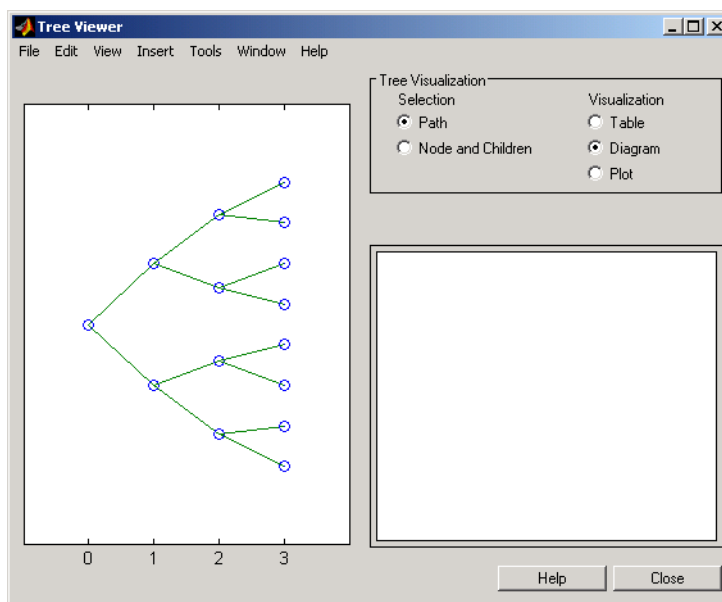 Tree Viewer
File Edit View Insert Tools Window Help
Tree Visualization
Selection
Visualization
Path
Table
Node and Children
Diagram
Plot
0 1 2 3
Help
Close